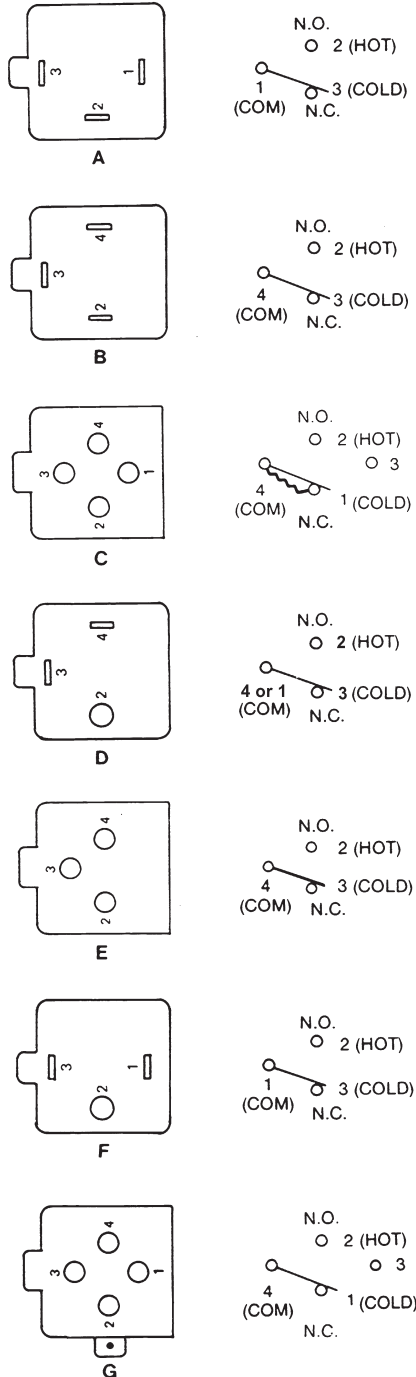 3
1
2
A
N.O.
2 (HOT)
1
(COM)
3 (COLD)
N.C.
4
3
2
B
N.O.
2 (HOT)
4
(COM)
3 (COLD)
N.C.
4
3
1
2
C
N.O.
2 (HOT)
3
4
(COM)
1 (COLD)
N.C.
4
3
2
D
N.O.
2 (HOT)
4 or 1
(COM)
3 (COLD)
N.C.
4
3
2
E
N.O.
2 (HOT)
4
(COM)
3 (COLD)
N.C.
3
1
2
F
N.O.
2 (HOT)
1
(COM)
3 (COLD)
N.C.
4
3
1
2
G
N.O.
2 (HOT)
3
4
(COM)
1 (COLD)
N.C.